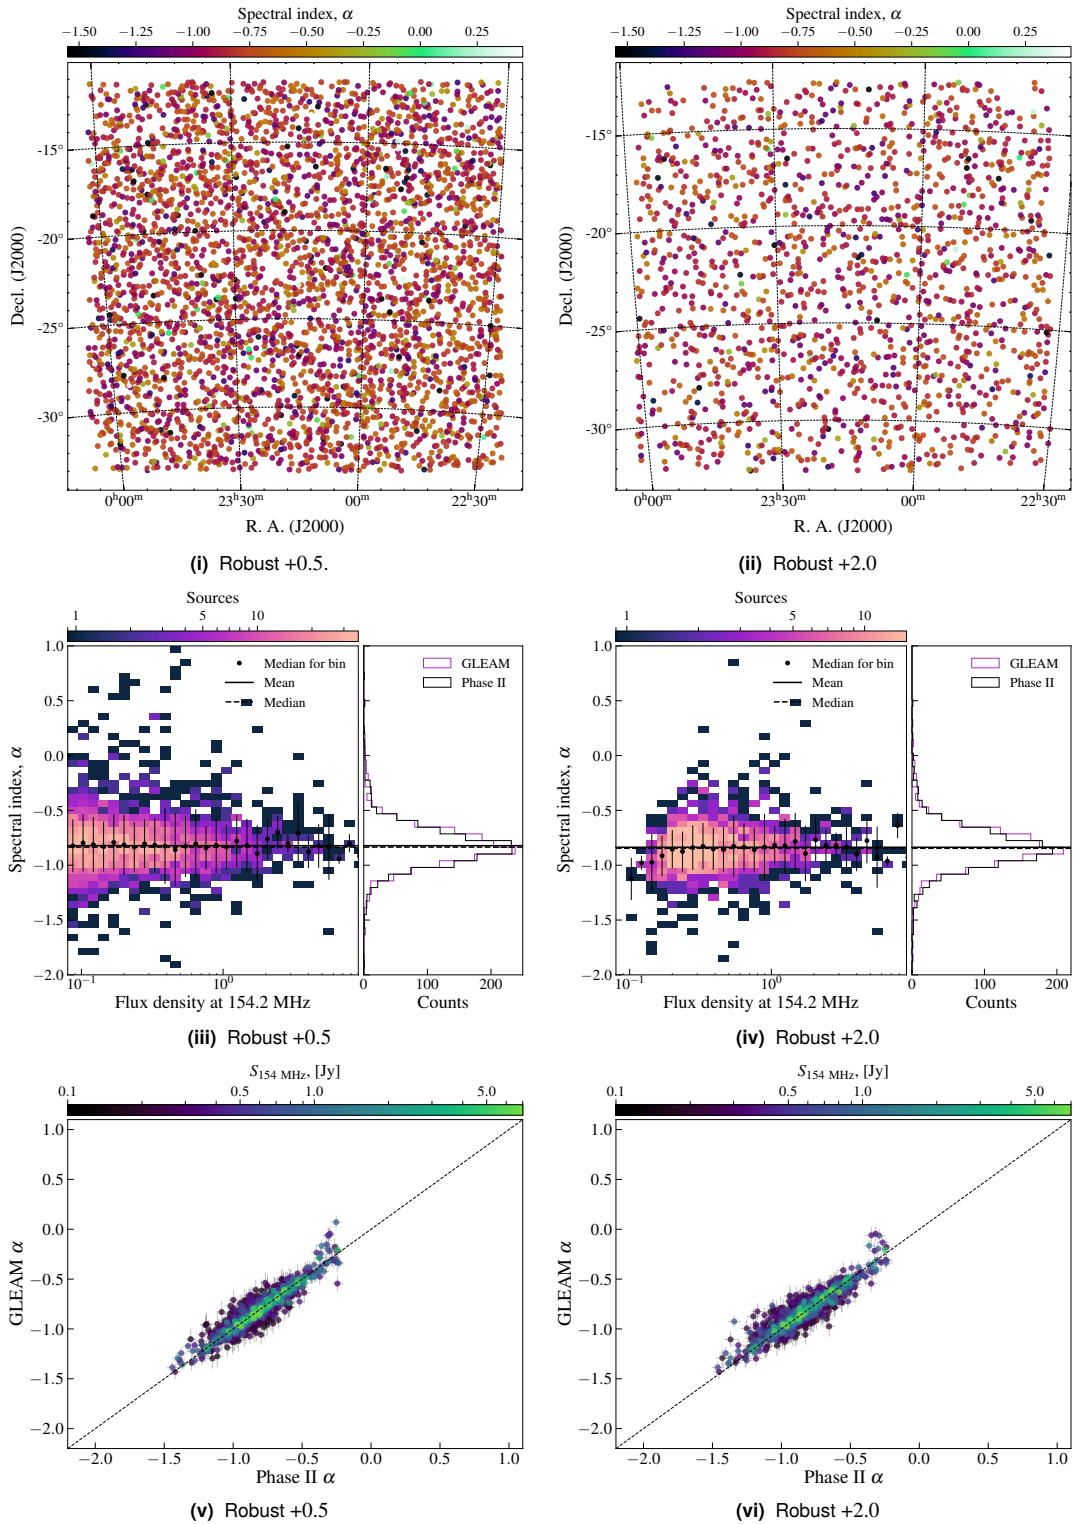 Spectral index, α
−1.50 −1.25 −1.00 −0.75 −0.50 −0.25 0.00 0.25
Decl. (J2000)
-15°
-20°
-25°
-30°
0ʰ00ᵐ 23ʰ30ᵐ 00ᵐ 22ʰ30ᵐ
R. A. (J2000)
(i) Robust +0.5.
Spectral index, α
−1.50 −1.25 −1.00 −0.75 −0.50 −0.25 0.00 0.25
Decl. (J2000)
-15°
-20°
-25°
-30°
0ʰ00ᵐ 23ʰ30ᵐ 00ᵐ 22ʰ30ᵐ
R. A. (J2000)
(ii) Robust +2.0
Sources
1 5 10
Spectral index, α
1.0
0.5
0.0
−0.5
−1.0
−1.5
−2.0
Median for bin
Mean
Median
GLEAM
Phase II
10⁻¹ 10⁰
0 100 200
Flux density at 154.2 MHz
Counts
(iii) Robust +0.5
Sources
1 5 10
Spectral index, α
1.0
0.5
0.0
−0.5
−1.0
−1.5
−2.0
Median for bin
Mean
Median
GLEAM
Phase II
10⁻¹ 10⁰
0 100 200
Flux density at 154.2 MHz
Counts
(iv) Robust +2.0
S₁₅₄ MHz, [Jy]
0.1 0.5 1.0 5.0
GLEAM α
1.0
0.5
0.0
−0.5
−1.0
−1.5
−2.0
−2.0 −1.5 −1.0 −0.5 0.0 0.5 1.0
Phase II α
(v) Robust +0.5
S₁₅₄ MHz, [Jy]
0.1 0.5 1.0 5.0
GLEAM α
1.0
0.5
0.0
−0.5
−1.0
−1.5
−2.0
−2.0 −1.5 −1.0 −0.5 0.0 0.5 1.0
Phase II α
(vi) Robust +2.0